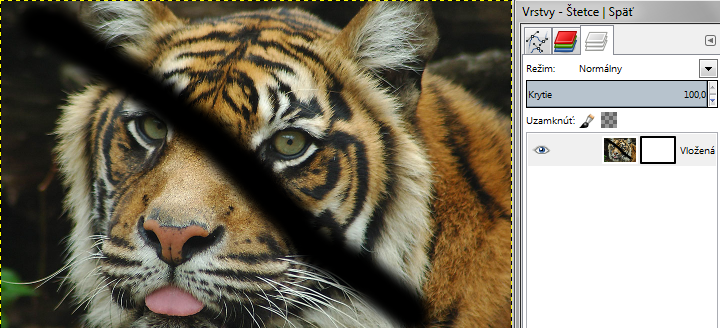 Vrstvy - Štetce | Späť
Režim: Normálny
Krytie 100,0
Uzamknúť:
Vložená